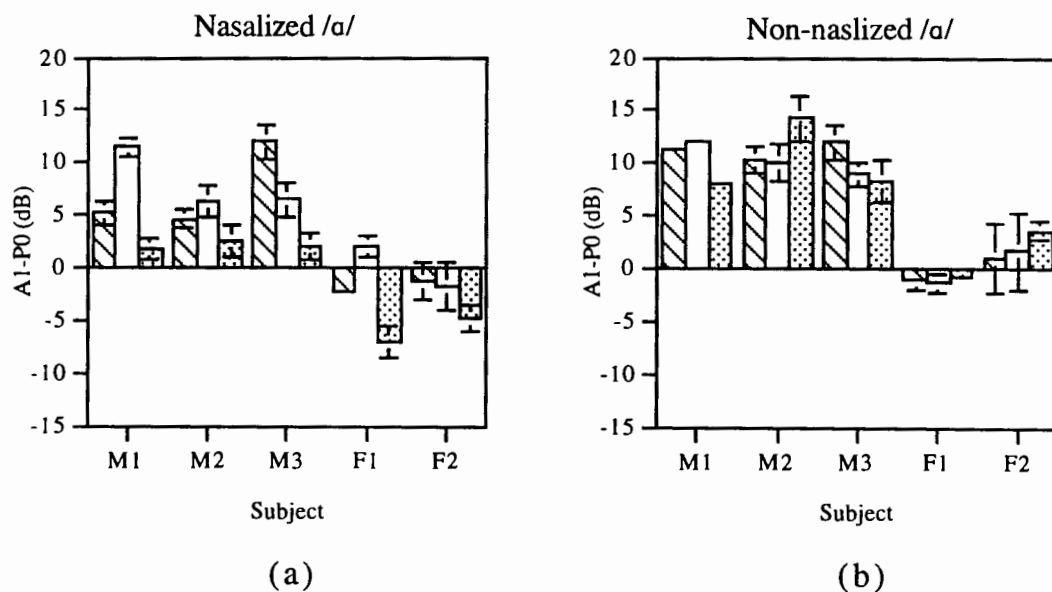 Nasalized /ɑ/
20
15
10
5
0
-5
-10
-15
A1-P0 (dB)
M1 M2 M3 F1 F2
Subject
(a)
Non-naslized /ɑ/
20
15
10
5
0
-5
-10
-15
A1-P0 (dB)
M1 M2 M3 F1 F2
Subject
(b)